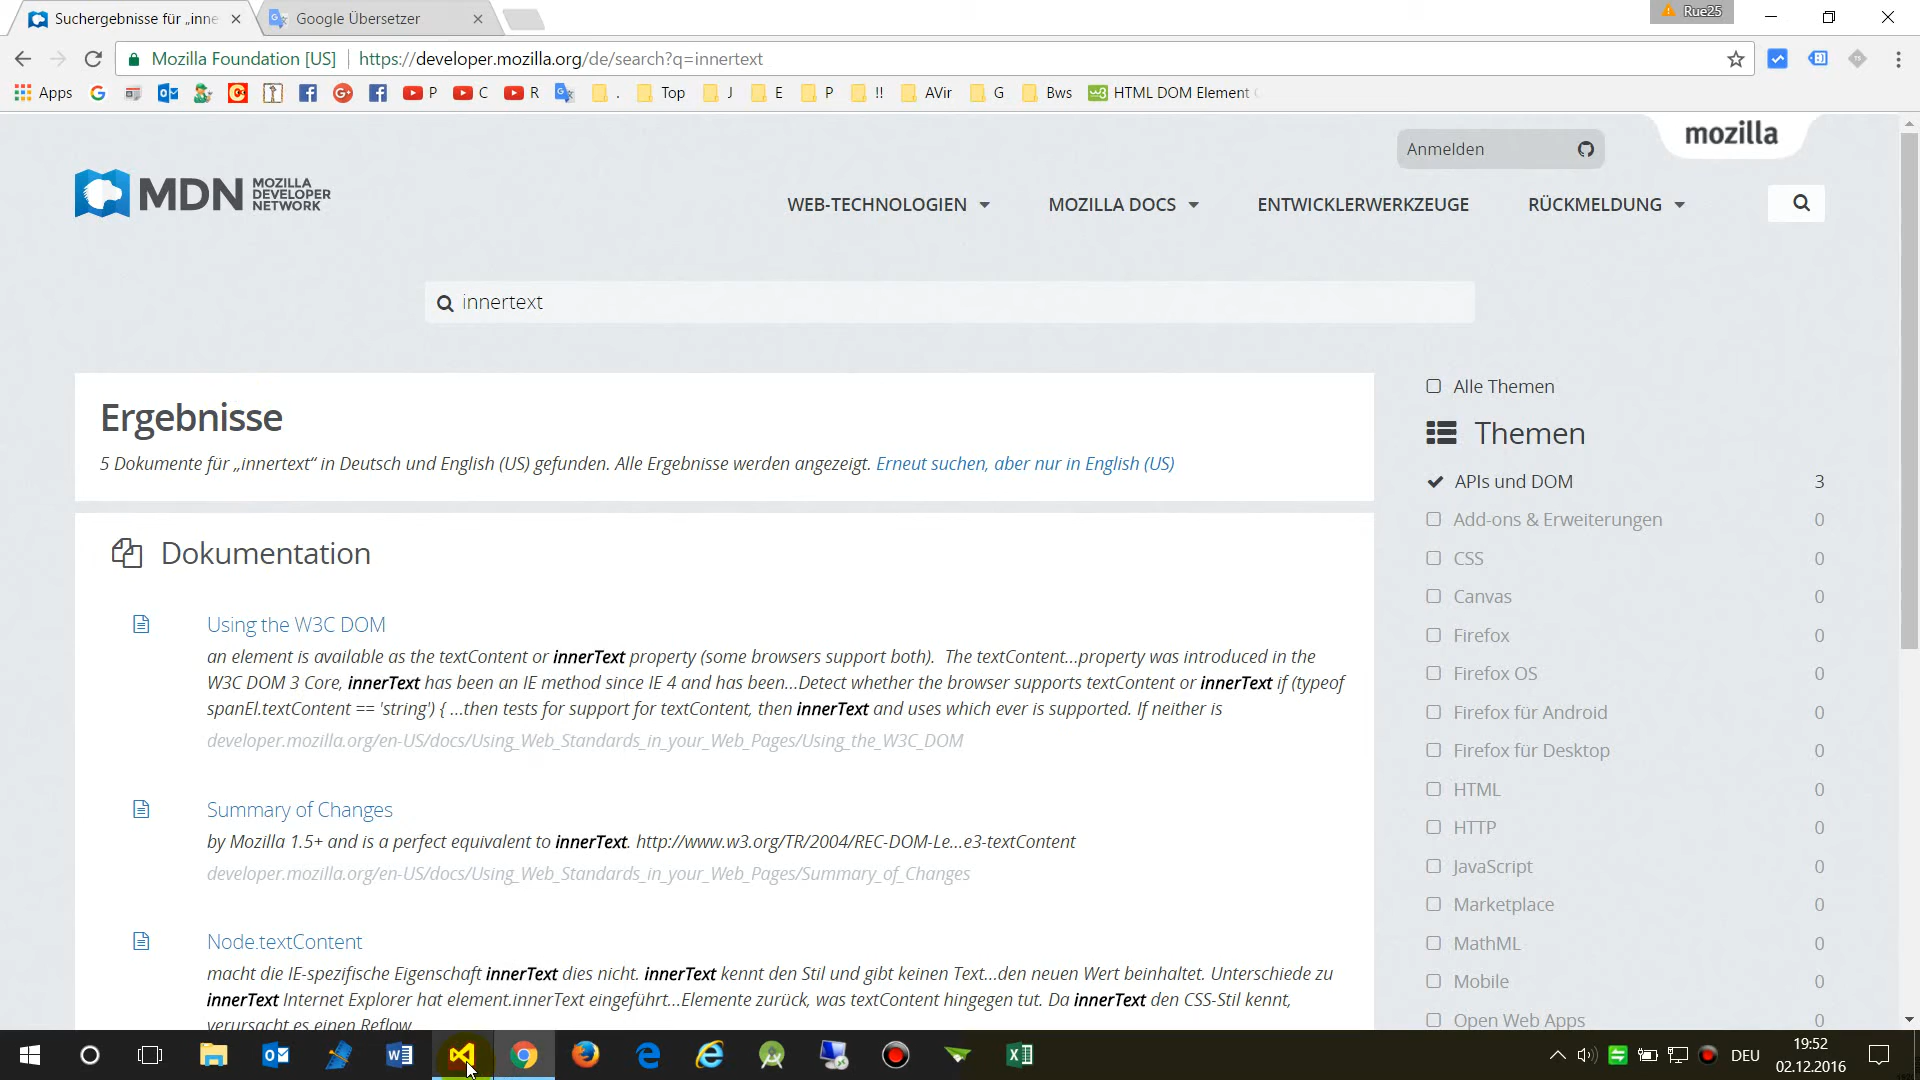 Suchergebnisse für „inne
Google Übersetzer
Rue25
Mozilla Foundation [US]
https://developer.mozilla.org/de/search?q=innertext
Apps
P
C
R
.
Top
J
E
P
!!
AVir
G
Bws
HTML DOM Element
Anmelden
mozilla
MDN MOZILLA
DEVELOPER
NETWORK
WEB-TECHNOLOGIEN
MOZILLA DOCS
ENTWICKLERWERKZEUGE
RÜCKMELDUNG
innertext
Ergebnisse
5 Dokumente für „innertext“ in Deutsch und English (US) gefunden. Alle Ergebnisse werden angezeigt. Erneut suchen, aber nur in English (US)
Dokumentation
Using the W3C DOM
an element is available as the textContent or innerText property (some browsers support both). The textContent...property was introduced in the
W3C DOM 3 Core, innerText has been an IE method since IE 4 and has been...Detect whether the browser supports textContent or innerText if (typeof
spanEl.textContent == 'string') { ...then tests for support for textContent, then innerText and uses which ever is supported. If neither is
developer.mozilla.org/en-US/docs/Using_Web_Standards_in_your_Web_Pages/Using_the_W3C_DOM
Summary of Changes
by Mozilla 1.5+ and is a perfect equivalent to innerText. http://www.w3.org/TR/2004/REC-DOM-Le...e3-textContent
developer.mozilla.org/en-US/docs/Using_Web_Standards_in_your_Web_Pages/Summary_of_Changes
Node.textContent
macht die IE-spezifische Eigenschaft innerText dies nicht. innerText kennt den Stil und gibt keinen Text...den neuen Wert beinhaltet. Unterschiede zu
innerText Internet Explorer hat element.innerText eingeführt...Elemente zurück, was textContent hingegen tut. Da innerText den CSS-Stil kennt,
verursacht es einen Reflow
Alle Themen
Themen
APIs und DOM 3
Add-ons & Erweiterungen 0
CSS 0
Canvas 0
Firefox 0
Firefox OS 0
Firefox für Android 0
Firefox für Desktop 0
HTML 0
HTTP 0
JavaScript 0
Marketplace 0
MathML 0
Mobile 0
Open Web Apps 0
DEU
19:52
02.12.2016